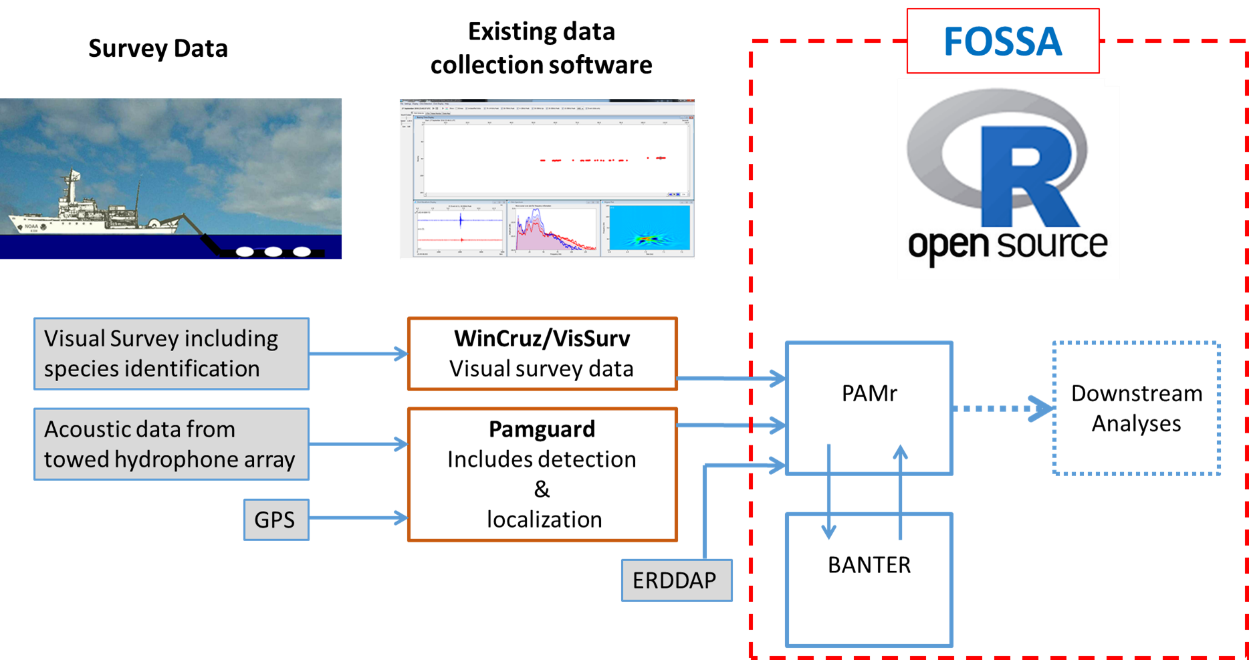 Survey Data
Existing data
collection software
FOSSA
NOAA
R
open source
Visual Survey including
species identification
WinCruz/VisSurv
Visual survey data
Acoustic data from
towed hydrophone array
Pamguard
Includes detection
&
localization
GPS
ERDDAP
PAMr
BANTER
Downstream
Analyses